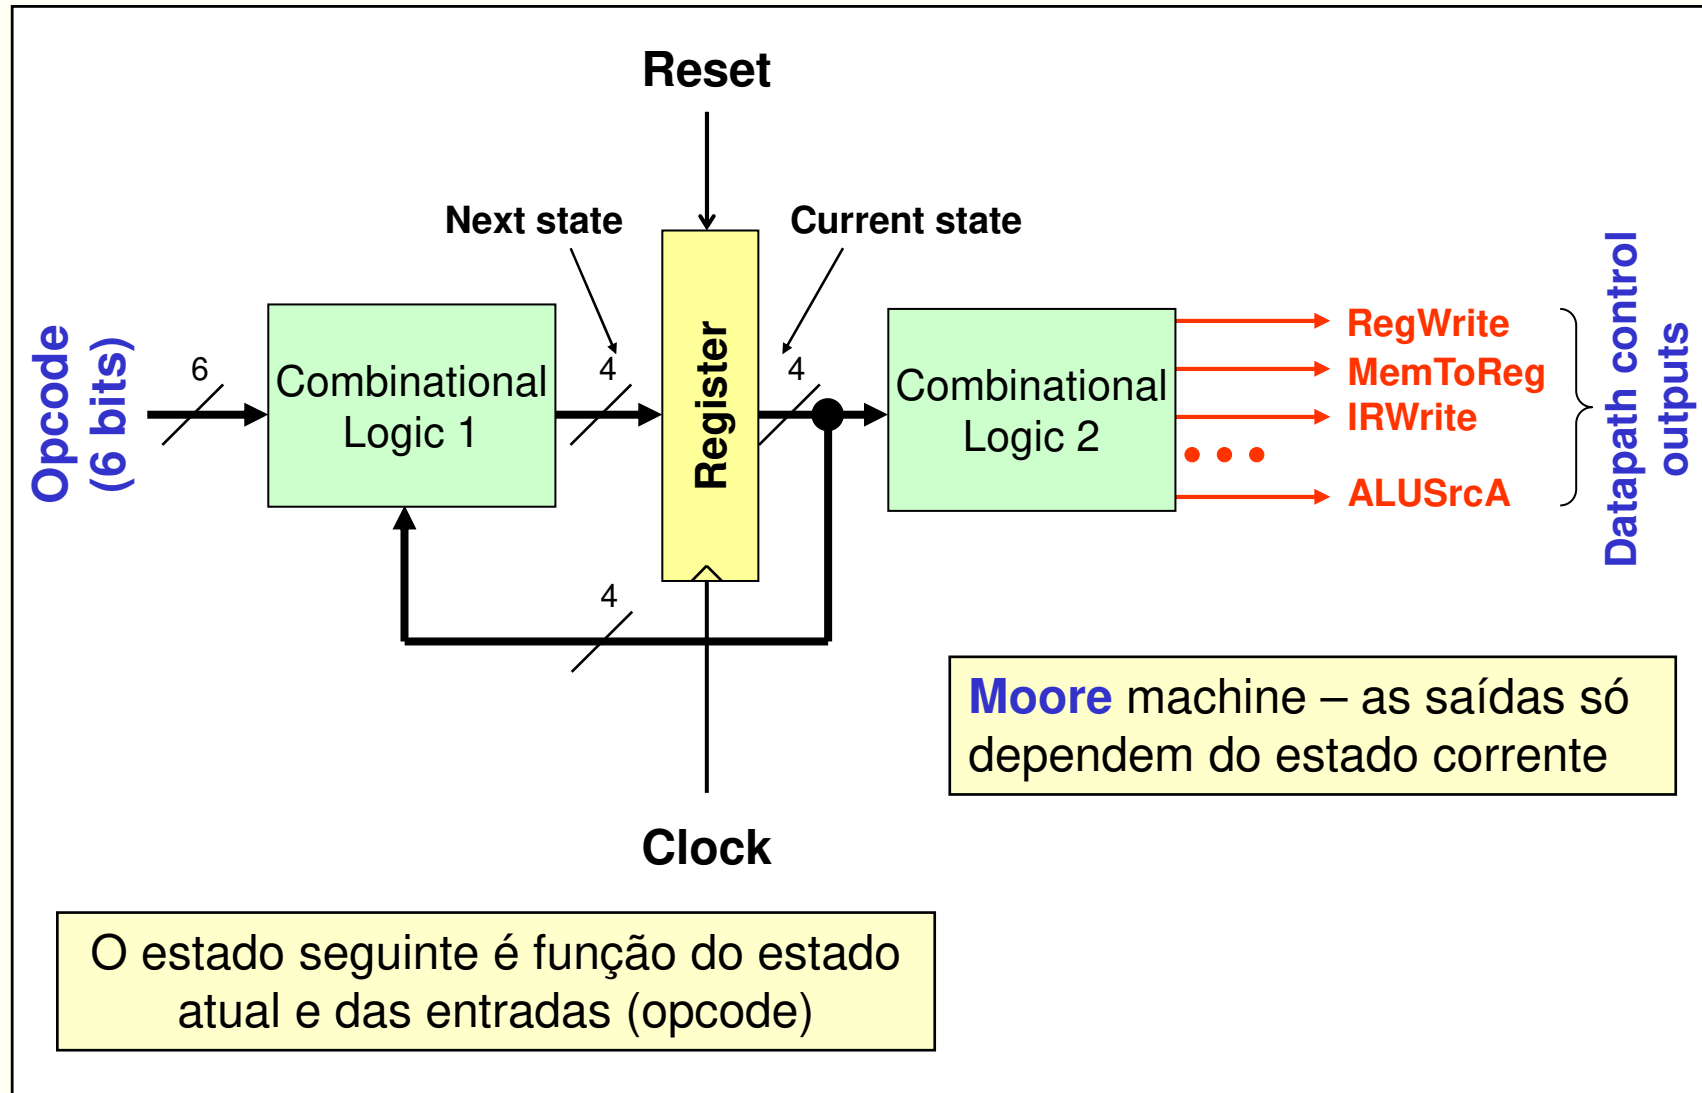 Reset
Next state
Current state
Opcode
(6 bits)
6
Combinational
Logic 1
4
Register
4
Combinational
Logic 2
RegWrite
MemToReg
IRWrite
• • •
ALUSrcA
Datapath control
outputs
4
Moore machine – as saídas só
dependem do estado corrente
Clock
O estado seguinte é função do estado
atual e das entradas (opcode)